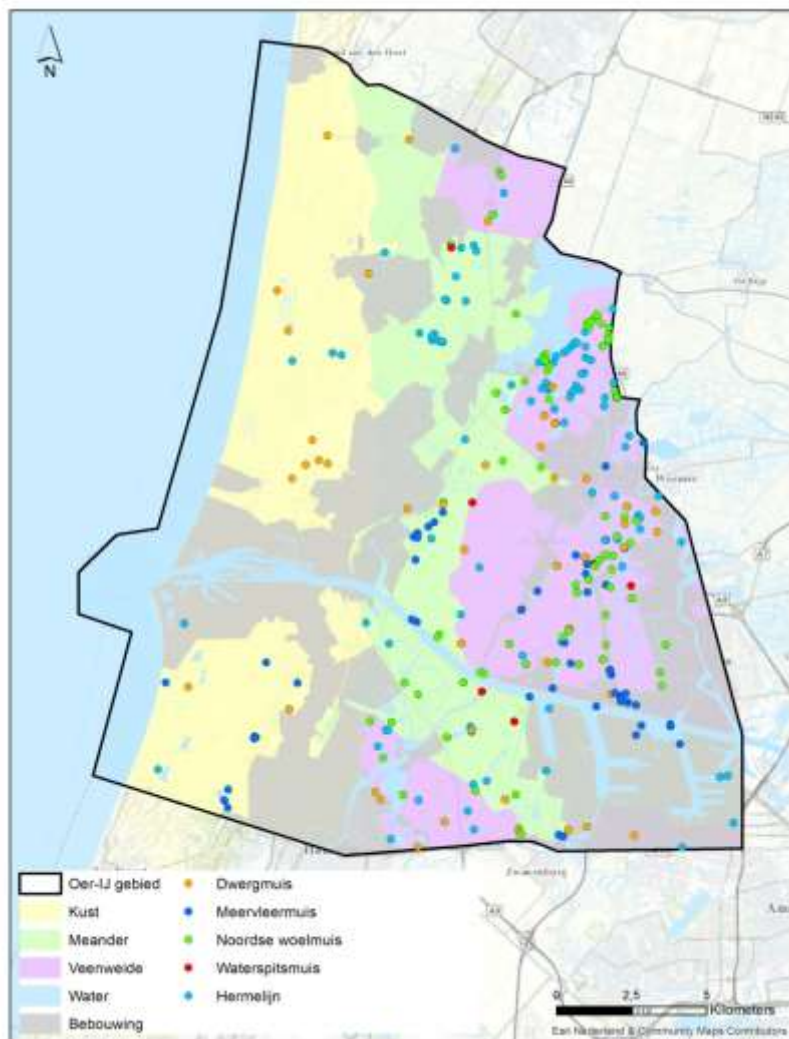 N
Oer-IJ gebied
Kust
Meander
Veenweide
Water
Bebouwing
Dwergmuis
Meervleermuis
Noordse woelmuis
Waterspitsmuis
Hermelijn
0 2,5 5
Kilometers
Esri Nederland & Community Maps Contributors